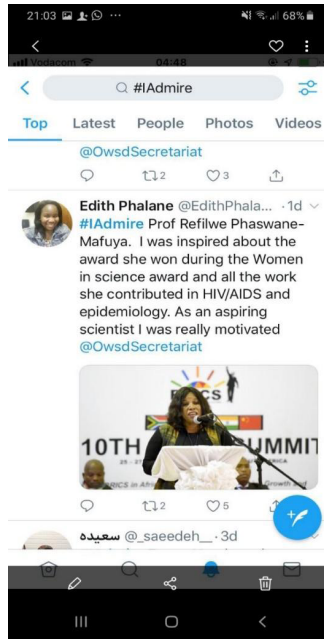 21:03
68%
Vodacom
04:48
#IAdmire
Top Latest People Photos Videos
@OwsdSecretariat
2 3
Edith Phalane @EdithPhala... · 1d
#IAdmire Prof Refilwe Phaswane-
Mafuya. I was inspired about the
award she won during the Women
in science award and all the work
she contributed in HIV/AIDS and
epidemiology. As an aspiring
scientist I was really motivated
@OwsdSecretariat
10TH
2 5
سعیده @_saeedeh__ · 3d